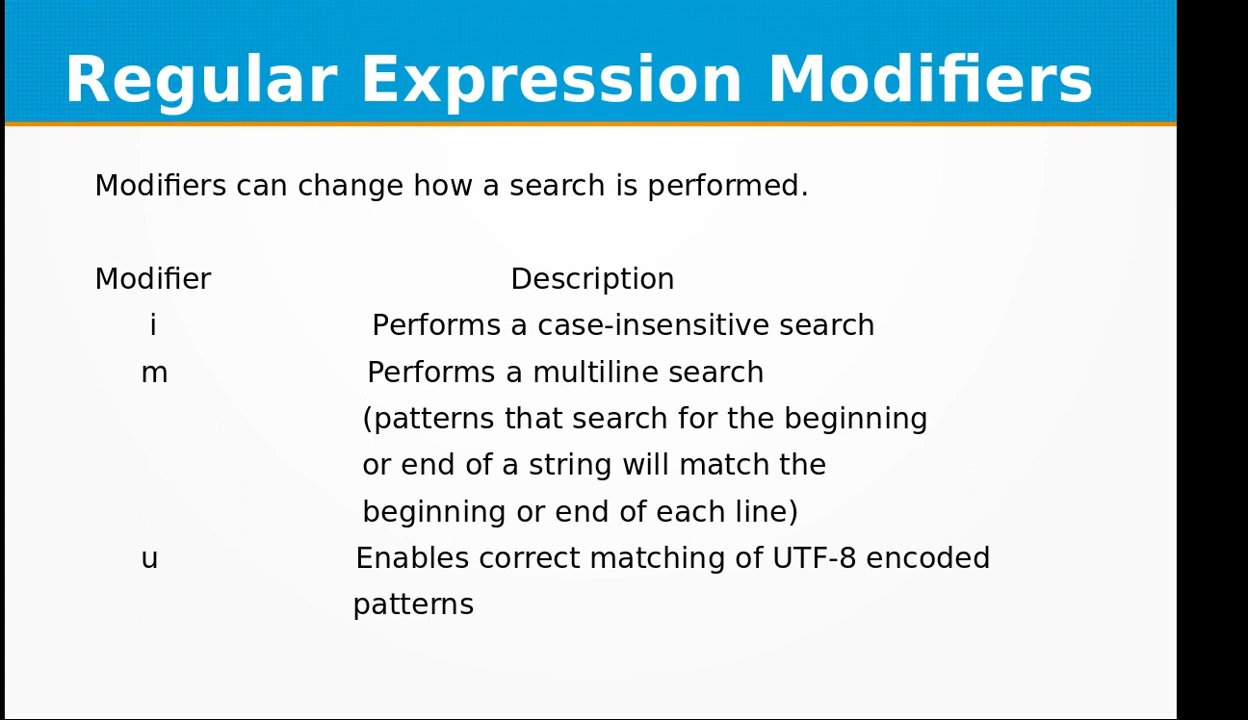 Regular Expression Modifiers
Modifiers can change how a search is performed.
Modifier Description
i Performs a case-insensitive search
m Performs a multiline search
(patterns that search for the beginning
or end of a string will match the
beginning or end of each line)
u Enables correct matching of UTF-8 encoded
patterns